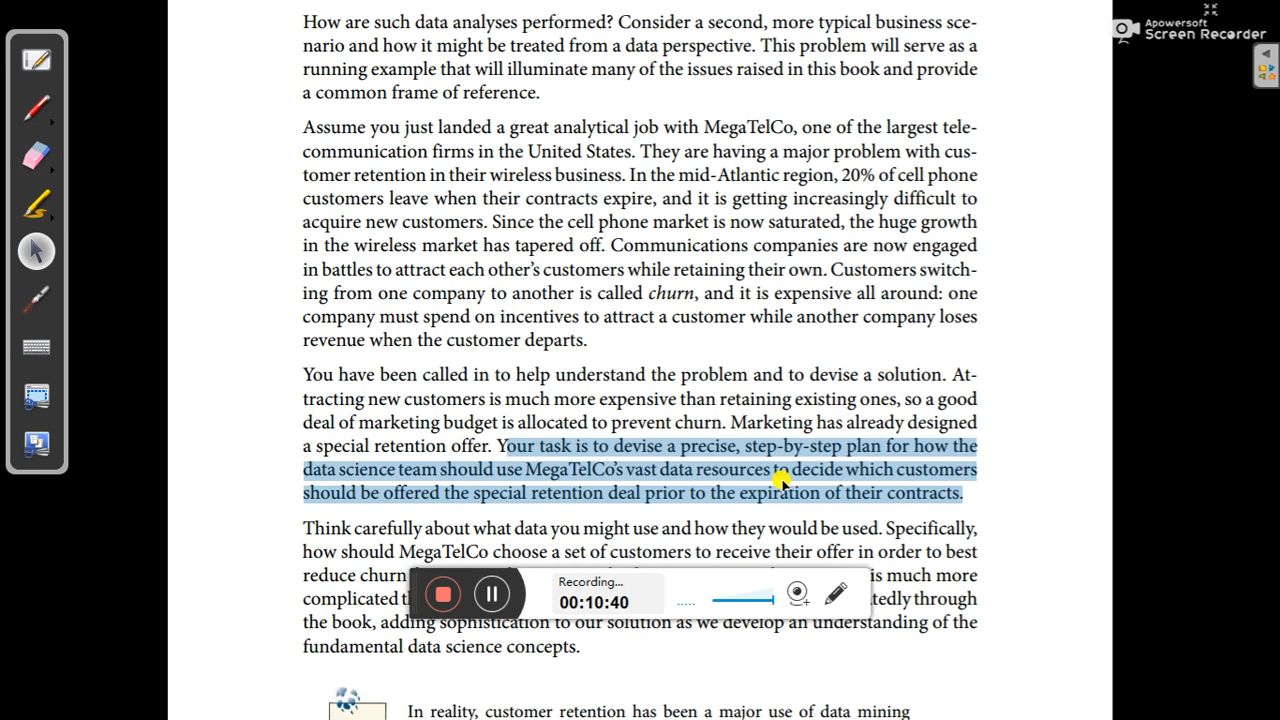 How are such data analyses performed? Consider a second, more typical business sce-
nario and how it might be treated from a data perspective. This problem will serve as a
running example that will illuminate many of the issues raised in this book and provide
a common frame of reference.
Assume you just landed a great analytical job with MegaTelCo, one of the largest tele-
communication firms in the United States. They are having a major problem with cus-
tomer retention in their wireless business. In the mid-Atlantic region, 20% of cell phone
customers leave when their contracts expire, and it is getting increasingly difficult to
acquire new customers. Since the cell phone market is now saturated, the huge growth
in the wireless market has tapered off. Communications companies are now engaged
in battles to attract each other's customers while retaining their own. Customers switch-
ing from one company to another is called churn, and it is expensive all around: one
company must spend on incentives to attract a customer while another company loses
revenue when the customer departs.
You have been called in to help understand the problem and to devise a solution. At-
tracting new customers is much more expensive than retaining existing ones, so a good
deal of marketing budget is allocated to prevent churn. Marketing has already designed
a special retention offer. Your task is to devise a precise, step-by-step plan for how the
data science team should use MegaTelCo's vast data resources to decide which customers
should be offered the special retention deal prior to the expiration of their contracts.
Think carefully about what data you might use and how they would be used. Specifically,
how should MegaTelCo choose a set of customers to receive their offer in order to best
reduce churn is much more
complicated through
the book, adding sophistication to our solution as we develop an understanding of the
fundamental data science concepts.
In reality, customer retention has been a major use of data mining
Apowersoft
Screen Recorder
Recording...
00:10:40